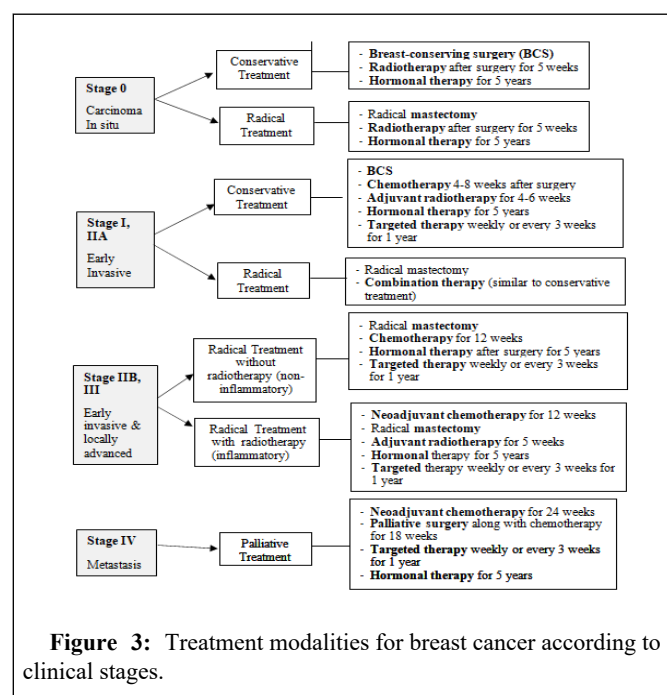 Stage 0
Carcinoma
In situ
Conservative
Treatment
- Breast-conserving surgery (BCS)
- Radiotherapy after surgery for 5 weeks
- Hormonal therapy for 5 years
Radical
Treatment
- Radical mastectomy
- Radiotherapy after surgery for 5 weeks
- Hormonal therapy for 5 years
Stage I,
IIA
Early
Invasive
Conservative
Treatment
- BCS
- Chemotherapy 4-8 weeks after surgery
- Adjuvant radiotherapy for 4-6 weeks
- Hormonal therapy for 5 years
- Targeted therapy weekly or every 3 weeks
for 1 year
Radical
Treatment
- Radical mastectomy
- Combination therapy (similar to conservative
treatment)
Stage IIB,
III
Early
invasive &
locally
advanced
Radical Treatment
without
radiotherapy (non-
inflammatory)
- Radical mastectomy
- Chemotherapy for 12 weeks
- Hormonal therapy after surgery for 5 years
- Targeted therapy weekly or every 3 weeks
for 1 year
Radical Treatment
with radiotherapy
(inflammatory)
- Neoadjuvant chemotherapy for 12 weeks
- Radical mastectomy
- Adjuvant radiotherapy for 5 weeks
- Hormonal therapy for 5 years
- Targeted therapy weekly or every 3 weeks for
1 year
Stage IV
Metastasis
Palliative
Treatment
- Neoadjuvant chemotherapy for 24 weeks
- Palliative surgery along with chemotherapy
for 18 weeks
- Targeted therapy weekly or every 3 weeks for
1 year
- Hormonal therapy for 5 years
Figure 3: Treatment modalities for breast cancer according to
clinical stages.